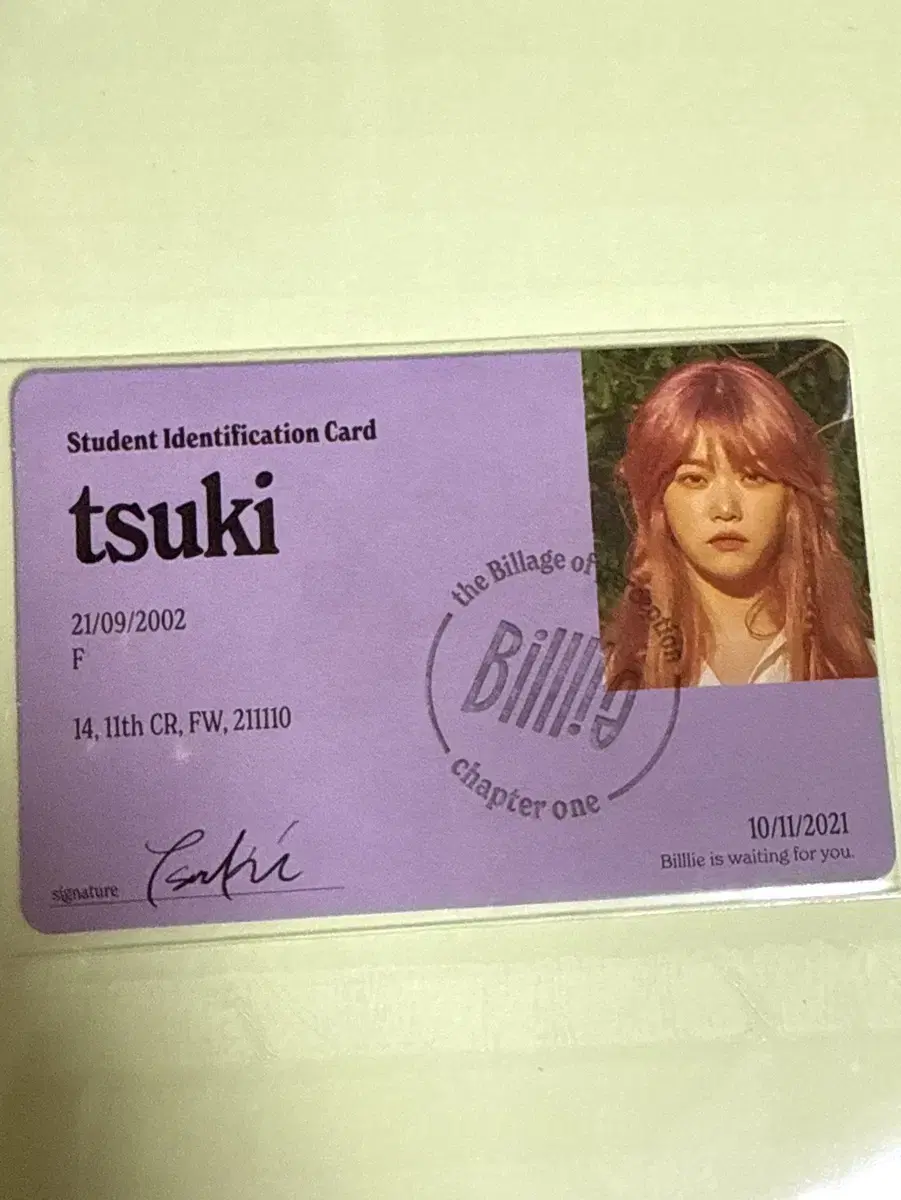 Student Identification Card
tsuki
21/09/2002
F
14, 11th CR, FW, 211110
the Billage of
Billlie
chapter one
signature
Tsuki
10/11/2021
Billlie is waiting for you.